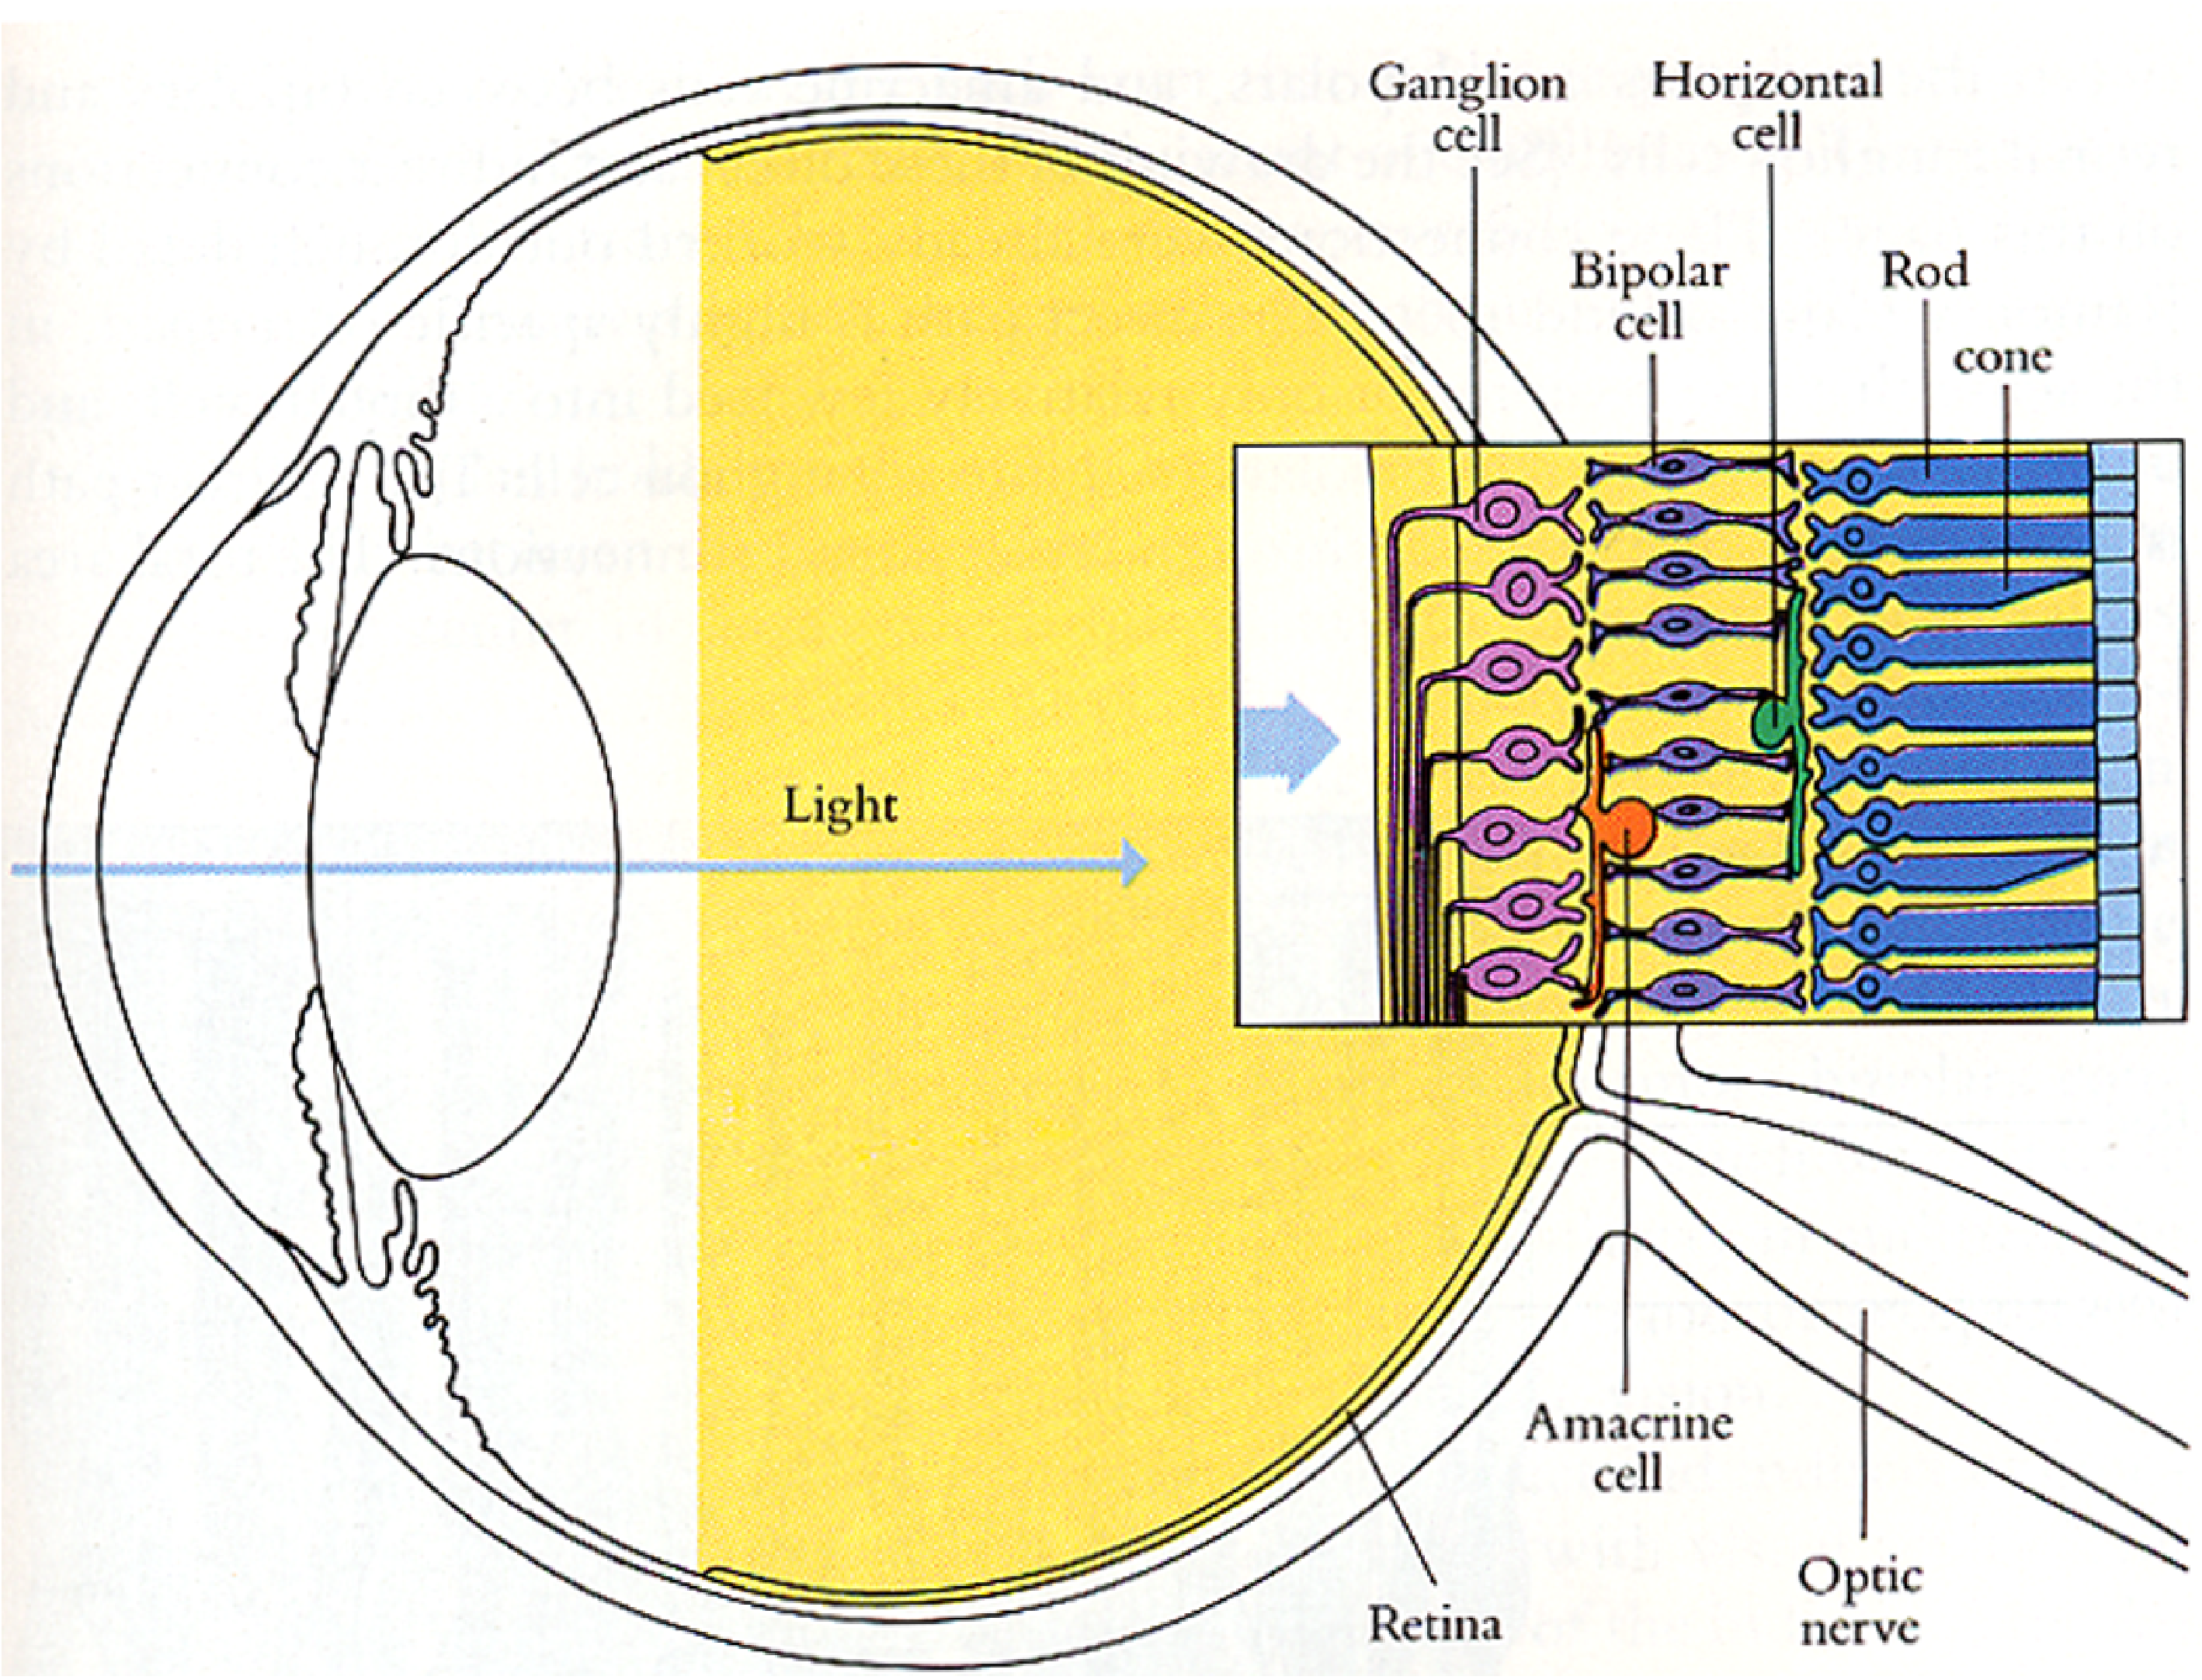 Ganglion
cell
Horizontal
cell
Bipolar
cell
Rod
cone
Light
Amacrine
cell
Retina
Optic
nerve